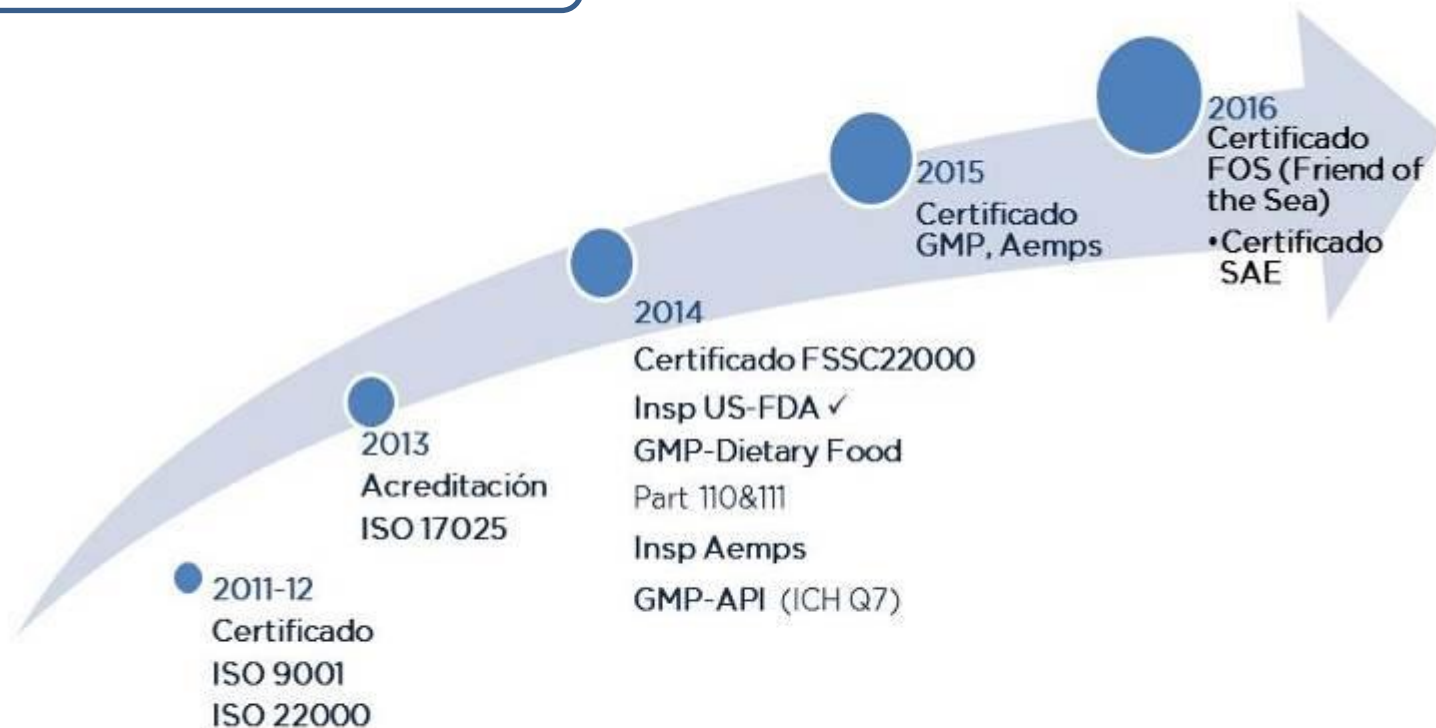 2011-12
Certificado
ISO 9001
ISO 22000
2013
Acreditación
ISO 17025
2014
Certificado FSSC22000
Insp US-FDA ✓
GMP-Dietary Food
Part 110&111
Insp Aemps
GMP-API (ICH Q7)
2015
Certificado
GMP, Aemps
2016
Certificado
FOS (Friend of
the Sea)
•Certificado
SAE